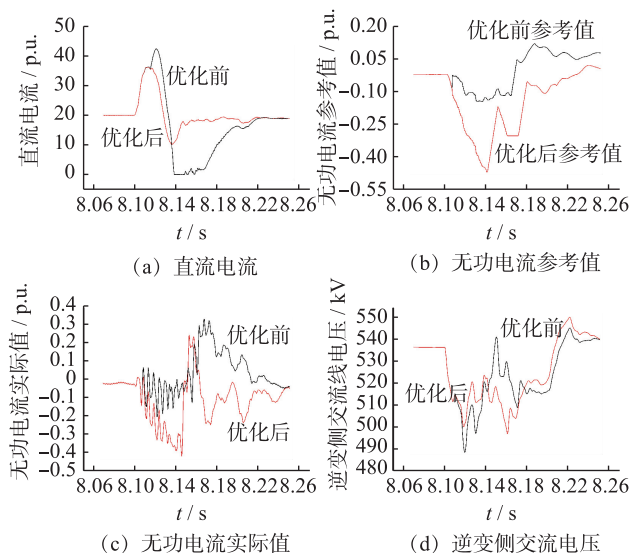 直流电流 / p.u.
50
40
30
20
10
0
优化前
优化后
8.06 8.10 8.14 8.18 8.22 8.26
t / s
(a) 直流电流
无功电流参考值 / p.u.
0.20
0.05
-0.10
-0.25
-0.40
-0.55
优化前参考值
优化后参考值
8.06 8.10 8.14 8.18 8.22 8.26
t / s
(b) 无功电流参考值
无功电流实际值 / p.u.
0.4
0.3
0.2
0.1
0
-0.1
-0.2
-0.3
-0.4
-0.5
优化前
优化后
8.06 8.10 8.14 8.18 8.22 8.26
t / s
(c) 无功电流实际值
逆变侧交流线电压 / kV
550
540
530
520
510
500
490
480
优化前
优化后
8.06 8.10 8.14 8.18 8.22 8.26
t / s
(d) 逆变侧交流电压